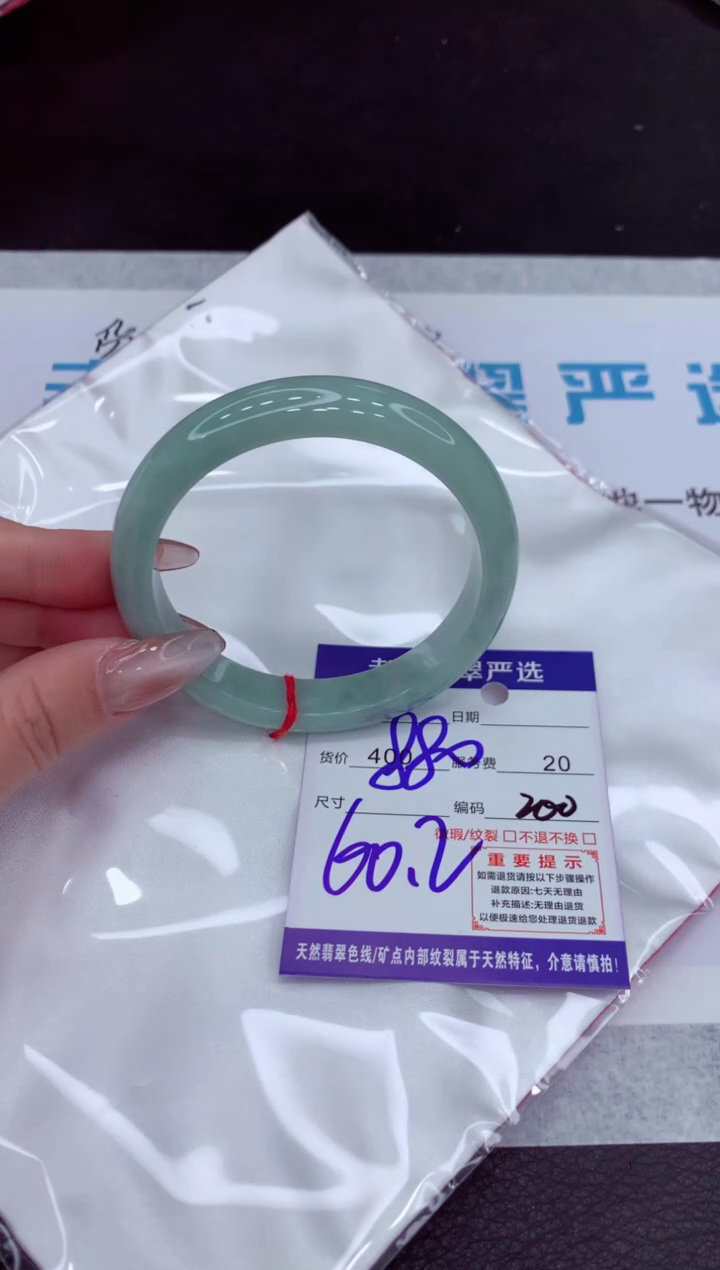 翠严选
一物
翠严选
日期
880
货价 400 服务费 20
尺寸 编码 200
60.2
瑕/纹裂 □ 不退不换 □
重要提示
如需退货请按以下步骤操作
退款原因:七天无理由
补充描述:无理由退货
以便极速给您处理退货退款
天然翡翠色线/矿点内部纹裂属于天然特征，介意请慎拍!